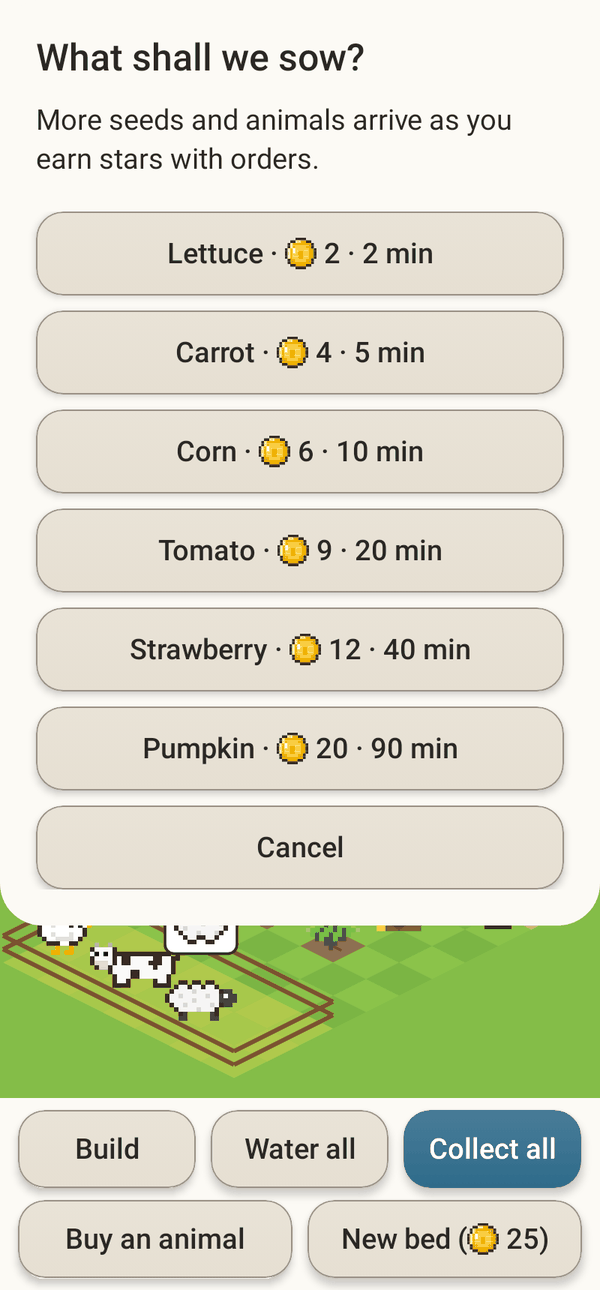 What shall we sow?
More seeds and animals arrive as you
earn stars with orders.
Lettuce · 2 · 2 min
Carrot · 4 · 5 min
Corn · 6 · 10 min
Tomato · 9 · 20 min
Strawberry · 12 · 40 min
Pumpkin · 20 · 90 min
Cancel
Build
Water all
Collect all
Buy an animal
New bed ( 25)